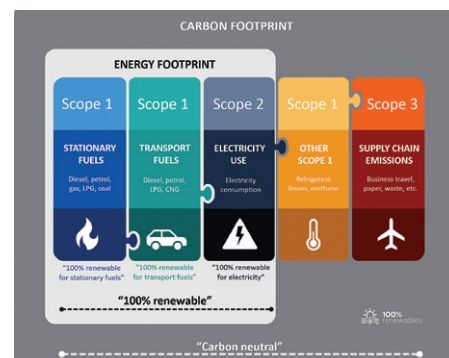 CARBON FOOTPRINT
ENERGY FOOTPRINT
Scope 1
Scope 1
Scope 2
Scope 1
Scope 3
STATIONARY
FUELS
Diesel, petrol,
gas, LPG, coal
TRANSPORT
FUELS
Diesel, petrol,
LPG, CNG
ELECTRICITY
USE
Electricity
consumption
OTHER
SCOPE 1
Refrigerant
losses, methane
SUPPLY CHAIN
EMISSIONS
Business travel,
paper, waste, etc.
"100% renewable
for stationary fuels"
"100% renewable
for transport fuels"
"100% renewable
for electricity"
"100% renewable"
100%
renewables
"Carbon neutral"